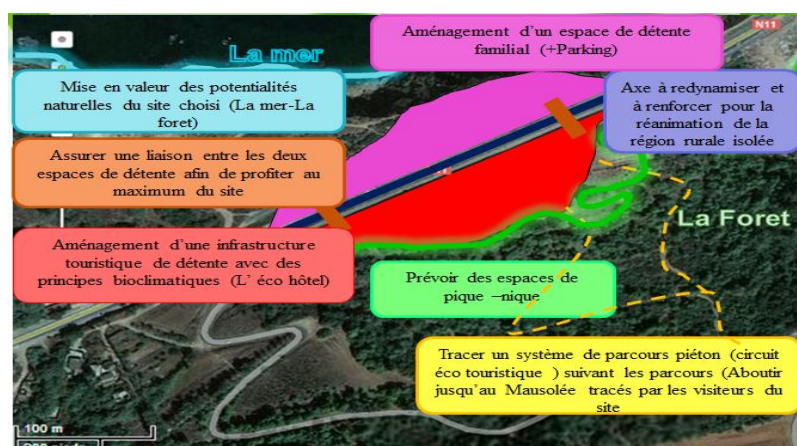 N11
La mer
Aménagement d'un espace de détente
familial (+Parking)
Mise en valeur des potentialités
naturelles du site choisi (La mer-La
foret)
Axe à redynamiser et
à renforcer pour la
réanimation de la
région rurale isolée
Assurer une liaison entre les deux
espaces de détente afin de profiter au
maximum du site
La Foret
Aménagement d'une infrastructure
touristique de détente avec des
principes bioclimatiques (L' éco hôtel)
Prévoir des espaces de
pique –nique
Tracer un système de parcours piéton (circuit
éco touristique ) suivant les parcours (Aboutir
jusqu'au Mausolée tracés par les visiteurs du
site
100 m